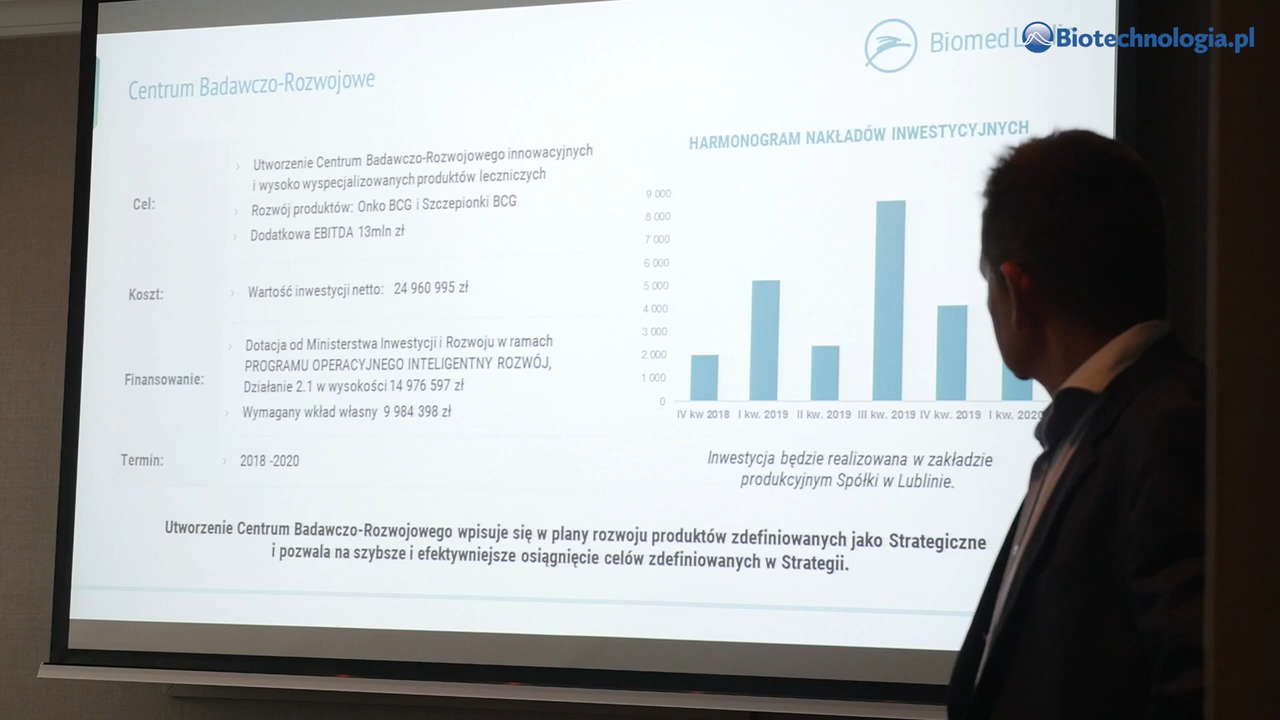 Biotechnologia.pl
Biomed
Centrum Badawczo-Rozwojowe
Cel:
Utworzenie Centrum Badawczo-Rozwojowego innowacyjnych
i wysoko wyspecjalizowanych produktów leczniczych
Rozwój produktów: Onko BCG i Szczepionki BCG
Dodatkowa EBITDA 13mln zł
Koszt:
Wartość inwestycji netto: 24 960 995 zł
Finansowanie:
Dotacja od Ministerstwa Inwestycji i Rozwoju w ramach
PROGRAMU OPERACYJNEGO INTELIGENTNY ROZWÓJ,
Działanie 2.1 w wysokości 14 976 597 zł
Wymagany wkład własny 9 984 398 zł
Termin:
2018 -2020
HARMONOGRAM NAKŁADÓW INWESTYCYJNYCH
9 000
8 000
7 000
6 000
5 000
4 000
3 000
2 000
1 000
0
IV kw 2018 I kw. 2019 II kw. 2019 III kw. 2019 IV kw. 2019 I kw. 2020
Inwestycja będzie realizowana w zakładzie
produkcyjnym Spółki w Lublinie.
Utworzenie Centrum Badawczo-Rozwojowego wpisuje się w plany rozwoju produktów zdefiniowanych jako Strategiczne
i pozwala na szybsze i efektywniejsze osiągnięcie celów zdefiniowanych w Strategii.